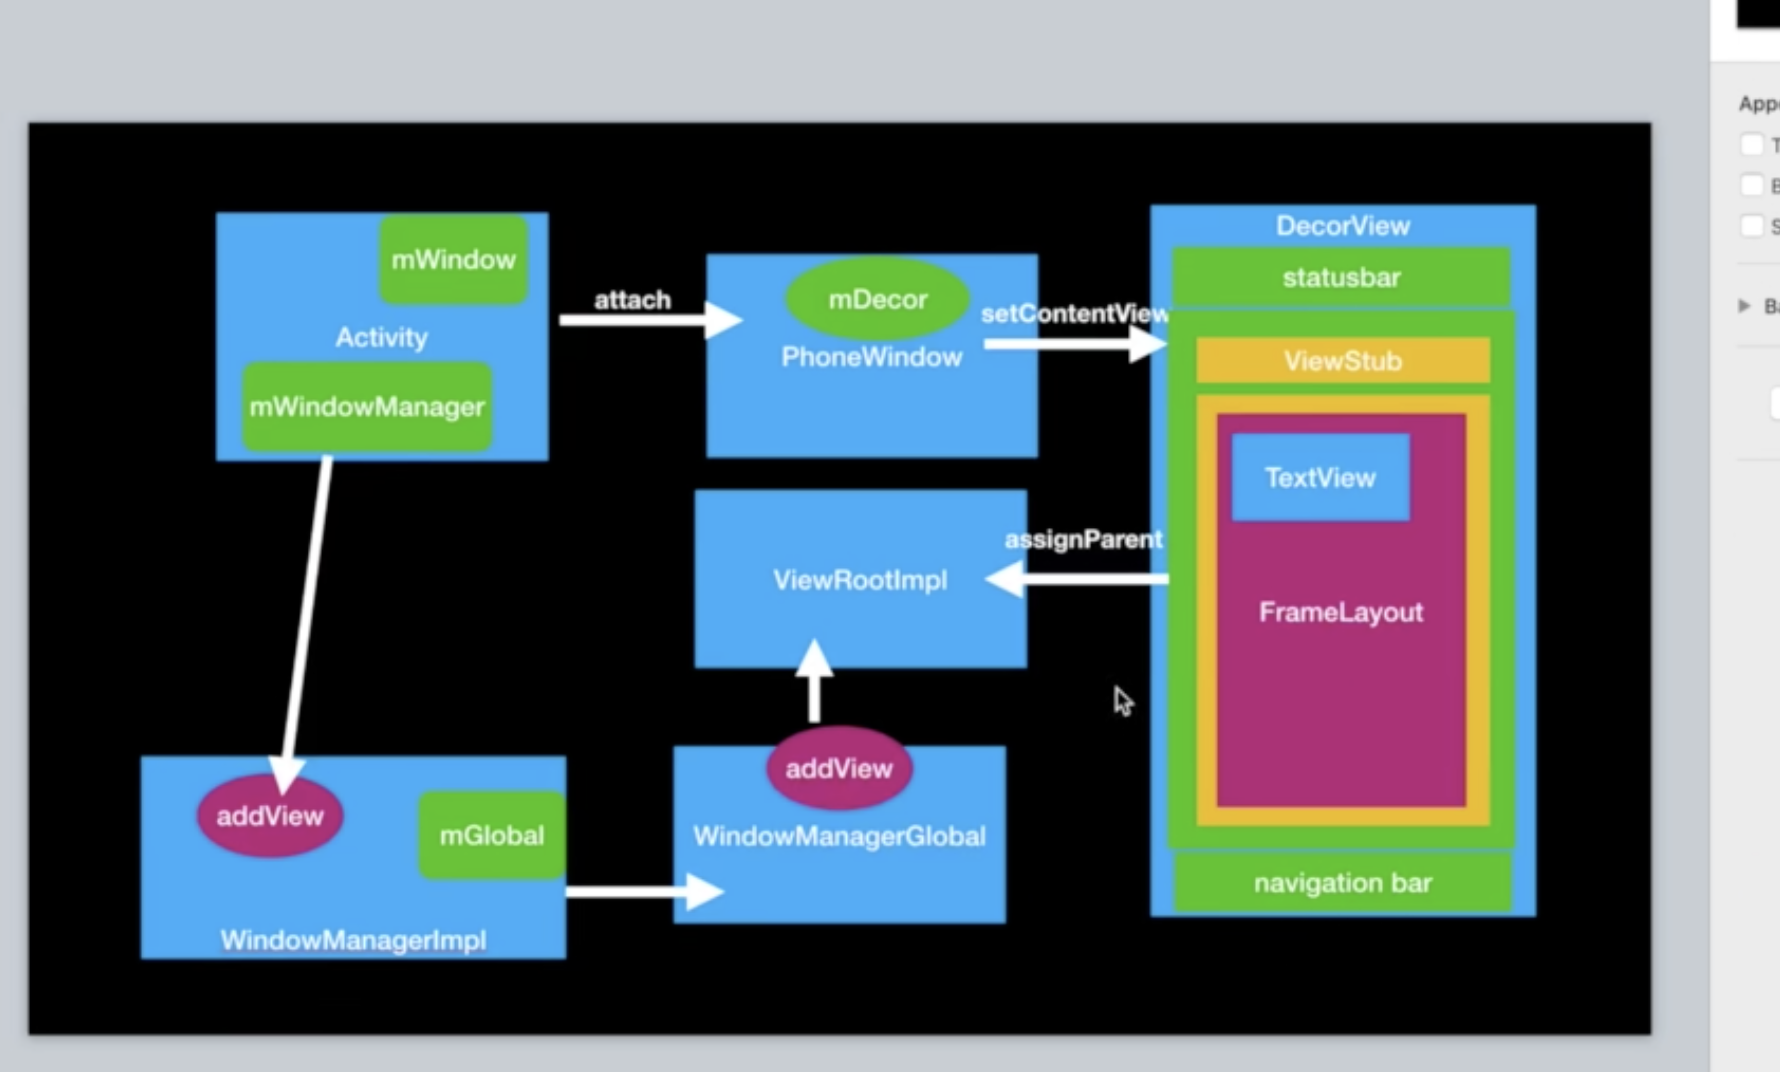 mWindow
Activity
mWindowManager
attach
mDecor
PhoneWindow
setContentView
DecorView
statusbar
ViewStub
TextView
FrameLayout
navigation bar
assignParent
ViewRootImpl
addView
WindowManagerGlobal
addView
mGlobal
WindowManagerImpl